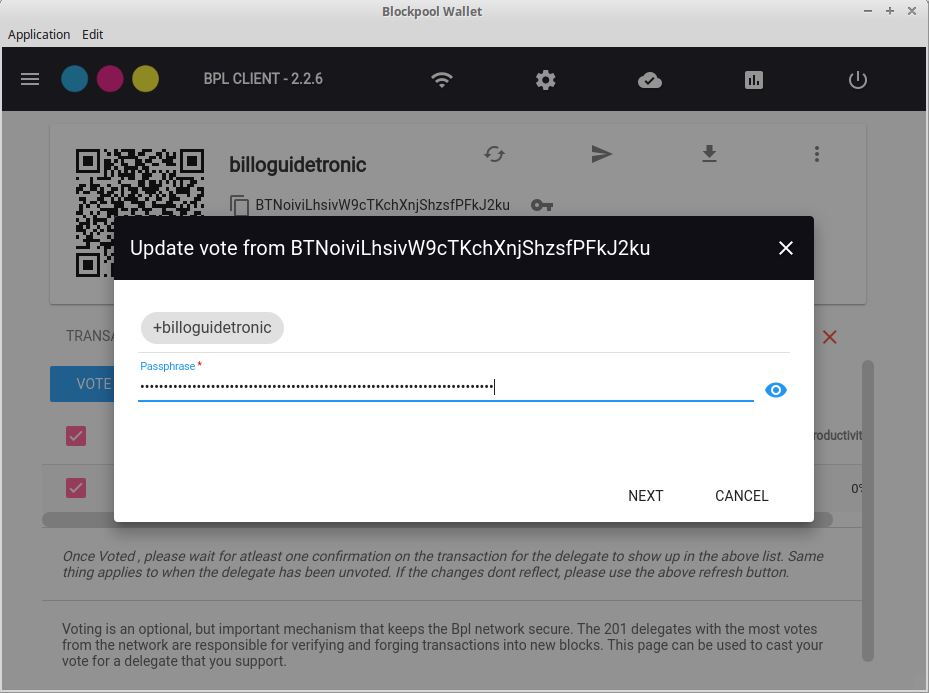 Blockpool Wallet
Application Edit
BPL CLIENT - 2.2.6
billoguidetronic
BTNoiviLhsivW9cTKchXnjShzsfPFkJ2ku
Update vote from BTNoiviLhsivW9cTKchXnjShzsfPFkJ2ku
+billoguidetronic
TRANSA
Passphrase *
VOTE
roductivit
0%
NEXT CANCEL
Once Voted , please wait for atleast one confirmation on the transaction for the delegate to show up in the above list. Same
thing applies to when the delegate has been unvoted. If the changes dont reflect, please use the above refresh button.
Voting is an optional, but important mechanism that keeps the Bpl network secure. The 201 delegates with the most votes
from the network are responsible for verifying and forging transactions into new blocks. This page can be used to cast your
vote for a delegate that you support.